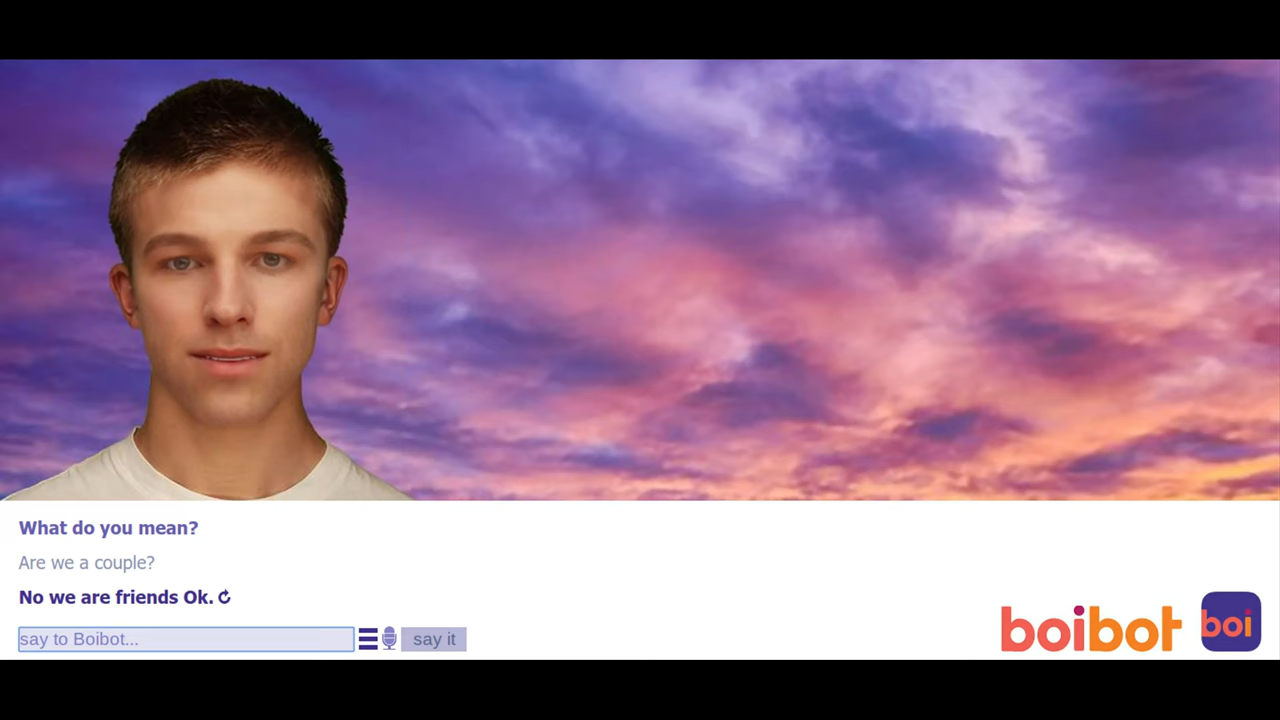 What do you mean?
Are we a couple?
No we are friends Ok.
say to Boibot...
say it
boibot
boi